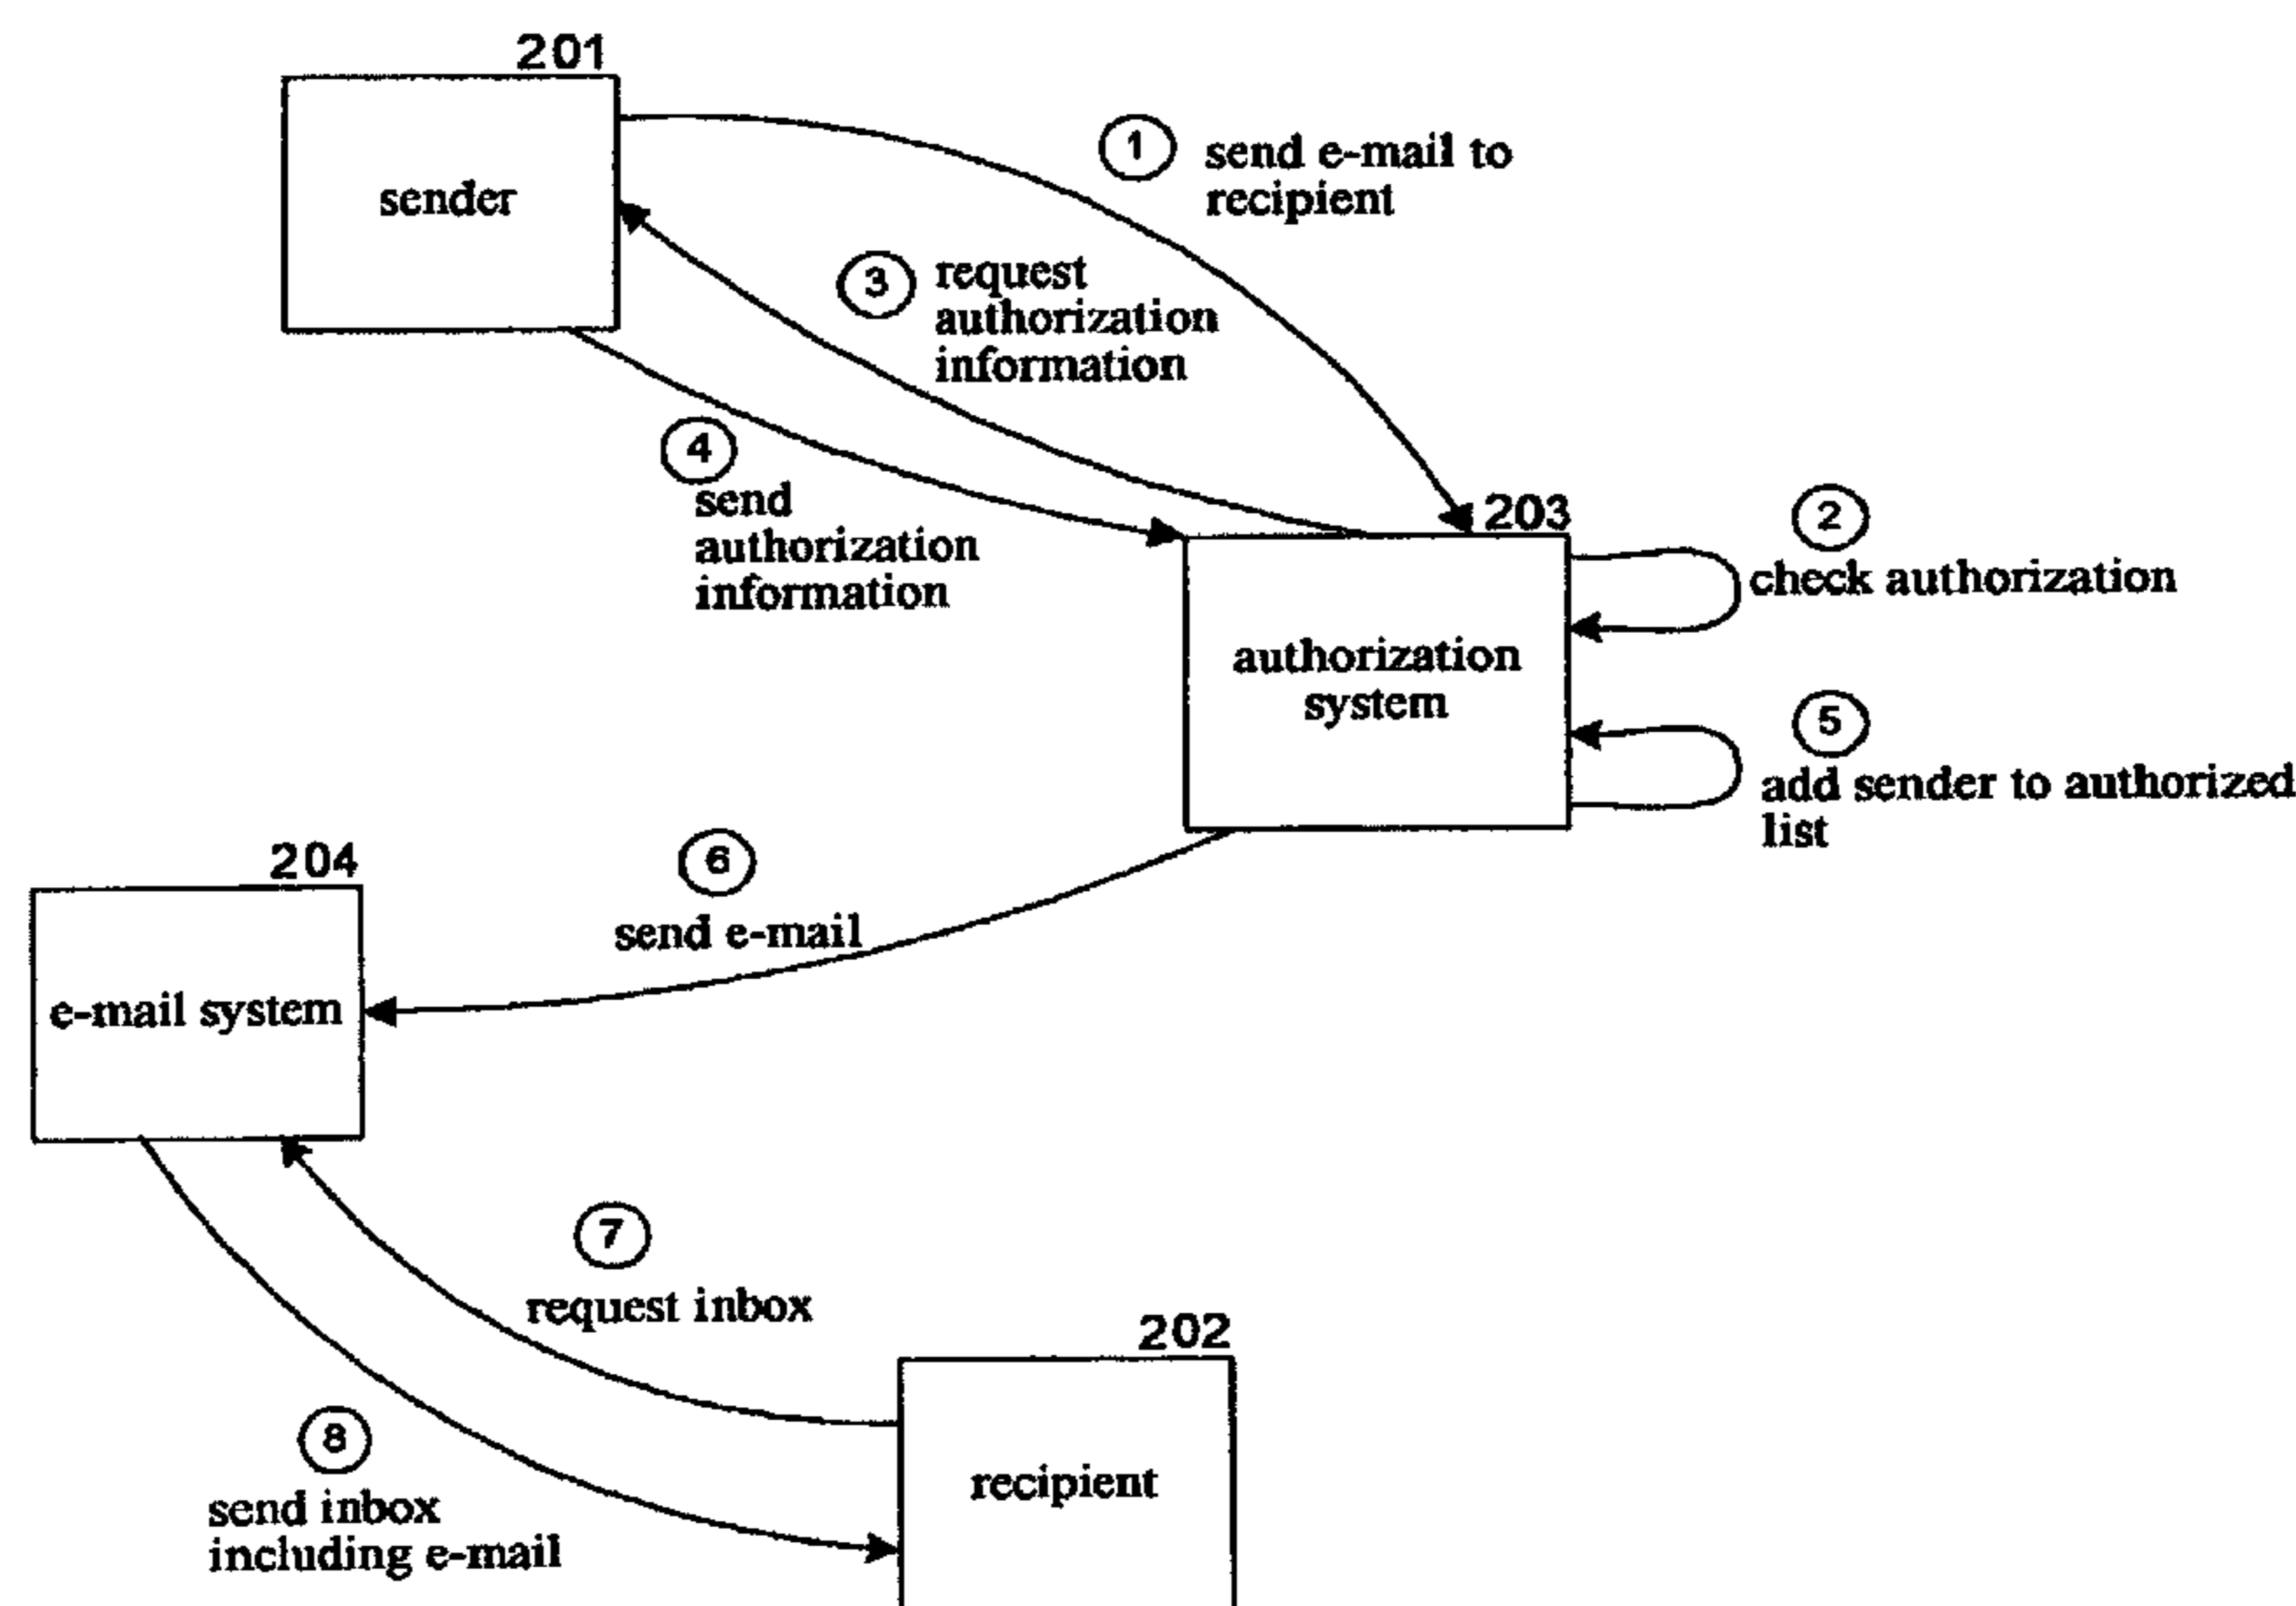 201
sender
1
send e-mail to
recipient
3
request
authorization
information
4
send
authorization
information
203
authorization
system
2
check authorization
5
add sender to authorized
list
6
send e-mail
204
e-mail system
7
request inbox
202
recipient
8
send inbox
including e-mail